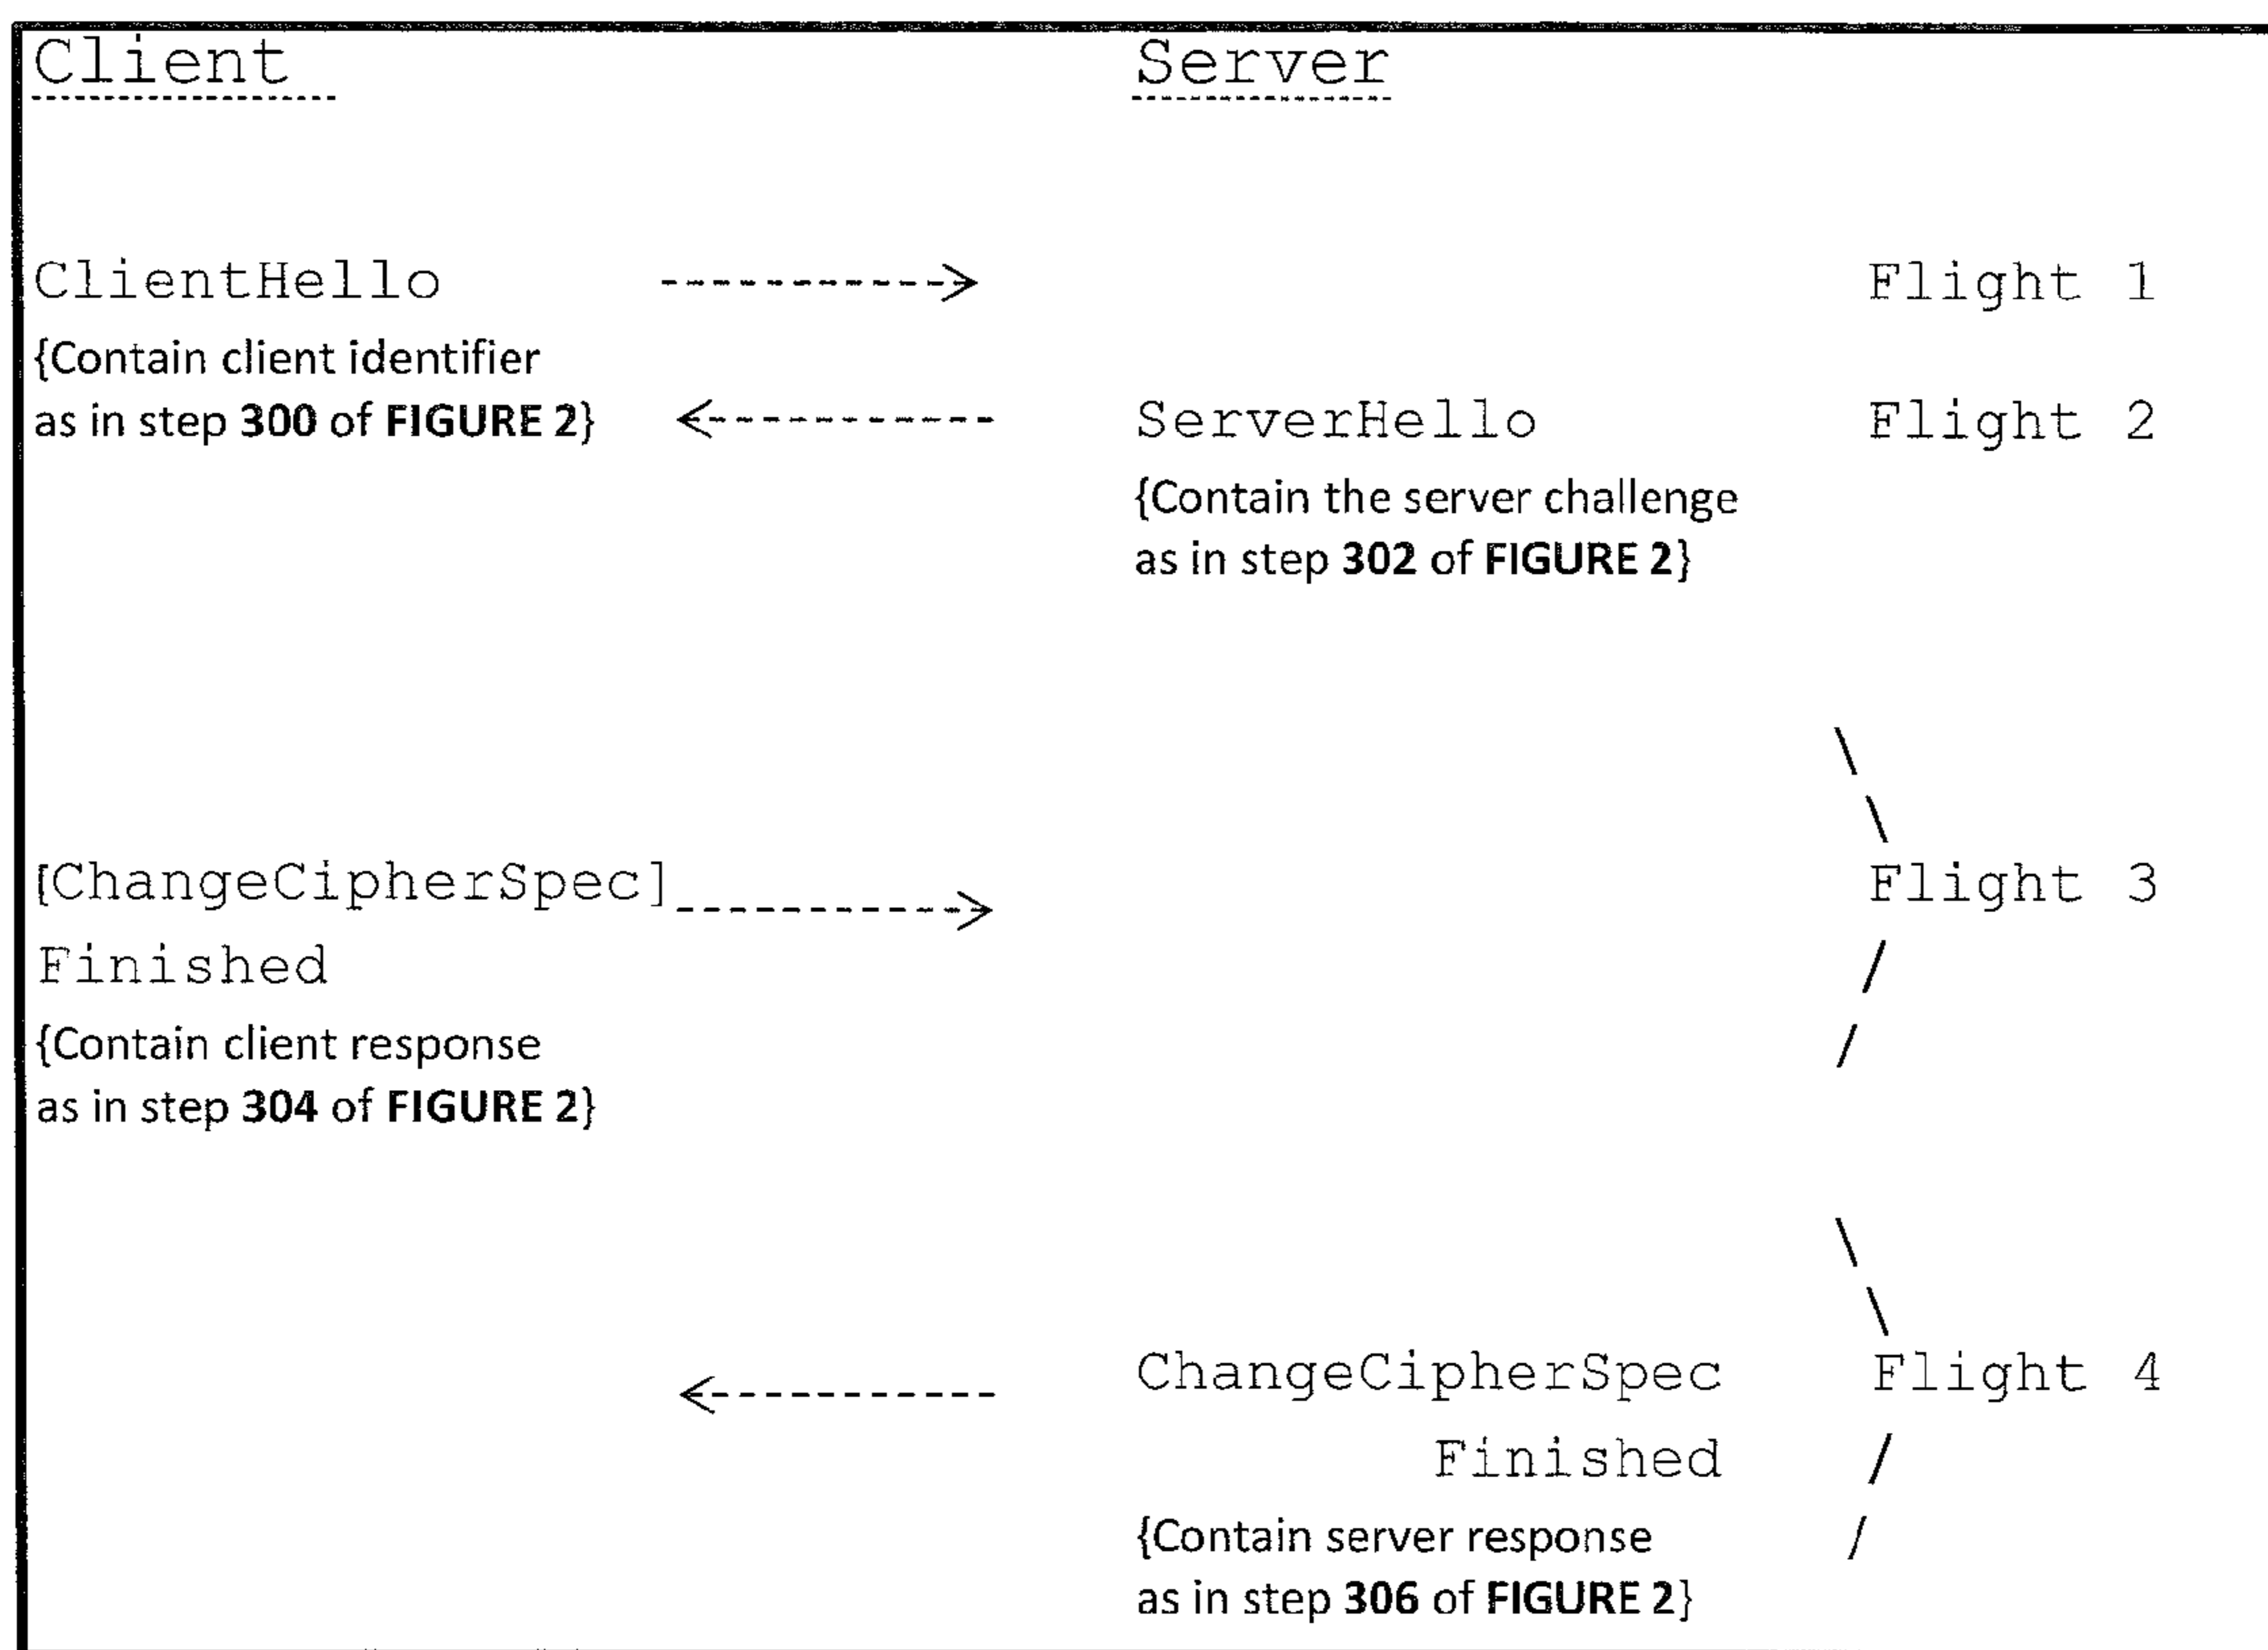 Client Server
ClientHello -----------> Flight 1
{Contain client identifier
as in step 300 of FIGURE 2} <----------- ServerHello Flight 2
{Contain the server challenge
as in step 302 of FIGURE 2}
\
\
[ChangeCipherSpec] -----------> Flight 3
Finished /
{Contain client response /
as in step 304 of FIGURE 2}
\
\
<----------- ChangeCipherSpec Flight 4
Finished /
{Contain server response /
as in step 306 of FIGURE 2}